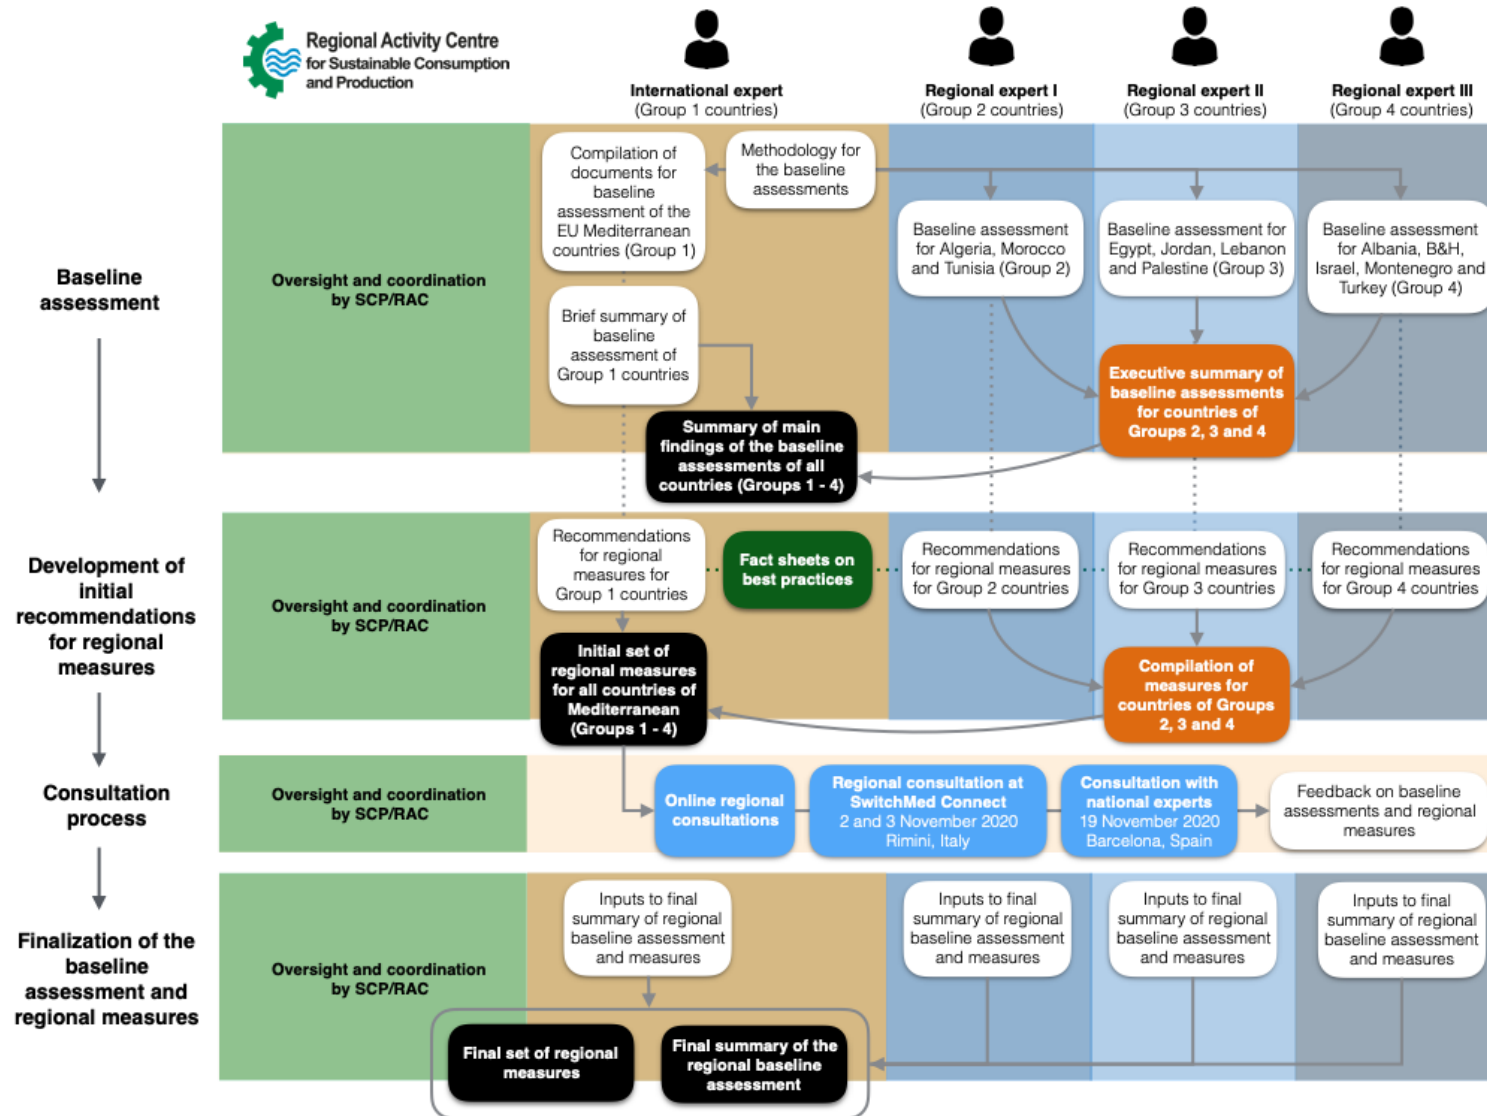 Regional Activity Centre
for Sustainable Consumption
and Production
International expert
(Group 1 countries)
Regional expert I
(Group 2 countries)
Regional expert II
(Group 3 countries)
Regional expert III
(Group 4 countries)
Baseline
assessment
Oversight and coordination
by SCP/RAC
Compilation of
documents for
baseline
assessment of the
EU Mediterranean
countries (Group 1)
Methodology for
the baseline
assessments
Baseline assessment
for Algeria, Morocco
and Tunisia (Group 2)
Baseline assessment for
Egypt, Jordan, Lebanon
and Palestine (Group 3)
Baseline assessment
for Albania, B&H,
Israel, Montenegro and
Turkey (Group 4)
Brief summary of
baseline
assessment of
Group 1 countries
Executive summary of
baseline assessments
for countries of
Groups 2, 3 and 4
Summary of main
findings of the baseline
assessments of all
countries (Groups 1 - 4)
Development of
initial
recommendations
for regional
measures
Oversight and coordination
by SCP/RAC
Recommendations
for regional
measures for
Group 1 countries
Fact sheets on
best practices
Recommendations
for regional measures
for Group 2 countries
Recommendations
for regional measures
for Group 3 countries
Recommendations
for regional measures
for Group 4 countries
Initial set of
regional measures
for all countries of
Mediterranean
(Groups 1 - 4)
Compilation of
measures for
countries of Groups
2, 3 and 4
Consultation
process
Oversight and coordination
by SCP/RAC
Online regional
consultations
Regional consultation at
SwitchMed Connect
2 and 3 November 2020
Rimini, Italy
Consultation with
national experts
19 November 2020
Barcelona, Spain
Feedback on baseline
assessments and regional
measures
Finalization of the
baseline
assessment and
regional measures
Oversight and coordination
by SCP/RAC
Inputs to final
summary of regional
baseline assessment
and measures
Inputs to final
summary of regional
baseline assessment
and measures
Inputs to final
summary of regional
baseline assessment
and measures
Inputs to final
summary of regional
baseline assessment
and measures
Final set of regional
measures
Final summary of the
regional baseline
assessment